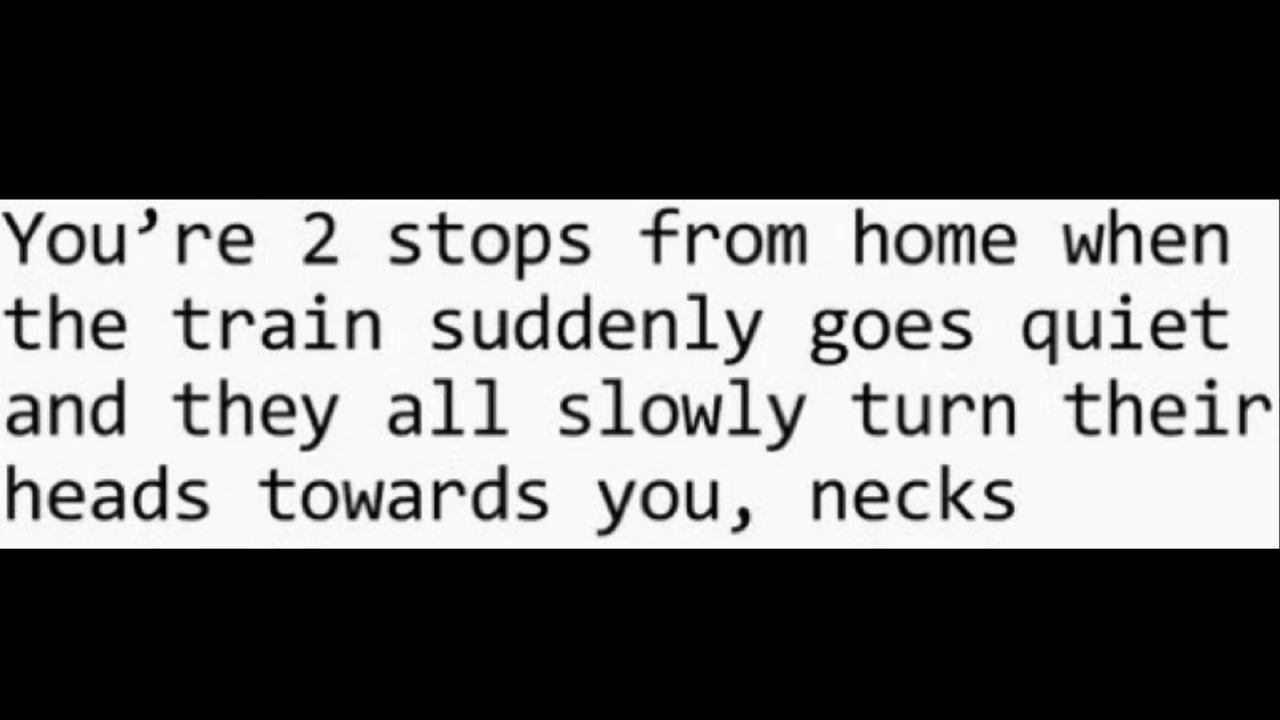 You’re 2 stops from home when
the train suddenly goes quiet
and they all slowly turn their
heads towards you, necks